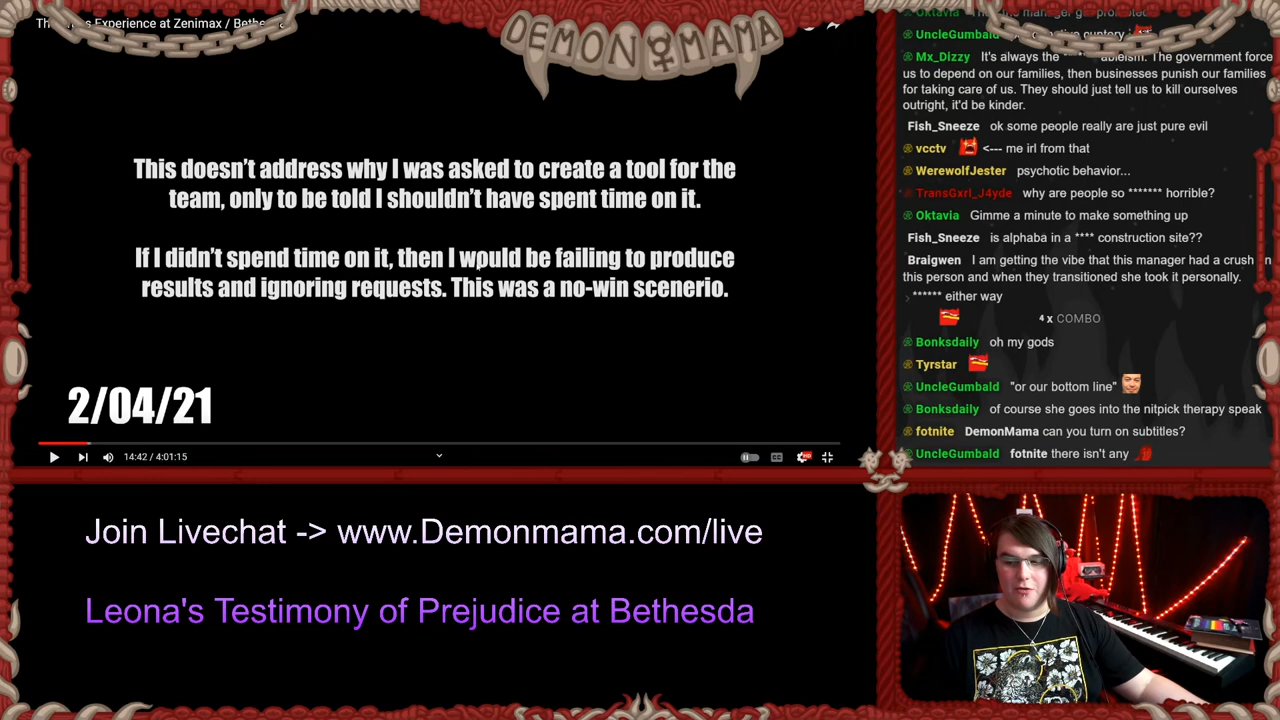 s Experience at Zenimax / Beth
DEMON MAMA
This doesn't address why I was asked to create a tool for the
team, only to be told I shouldn't have spent time on it.
If I didn't spend time on it, then I would be failing to produce
results and ignoring requests. This was a no-win scenerio.
2/04/21
14:42 / 4:01:15
Join Livechat -> www.Demonmama.com/live
Leona's Testimony of Prejudice at Bethesda
Oktavia
UncleGumbald
Mx_Dizzy It's always the ***** ableism. The government force
us to depend on our families, then businesses punish our families
for taking care of us. They should just tell us to kill ourselves
outright, it'd be kinder.
Fish_Sneeze ok some people really are just pure evil
vcctv <--- me irl from that
WerewolfJester psychotic behavior...
TransGxrl_J4yde why are people so ******* horrible?
Oktavia Gimme a minute to make something up
Fish_Sneeze is alphaba in a **** construction site??
Braigwen I am getting the vibe that this manager had a crush n
this person and when they transitioned she took it personally.
****** either way
4 x COMBO
Bonksdaily oh my gods
Tyrstar
UncleGumbald "or our bottom line"
Bonksdaily of course she goes into the nitpick therapy speak
fotnite DemonMama can you turn on subtitles?
UncleGumbald fotnite there isn't any